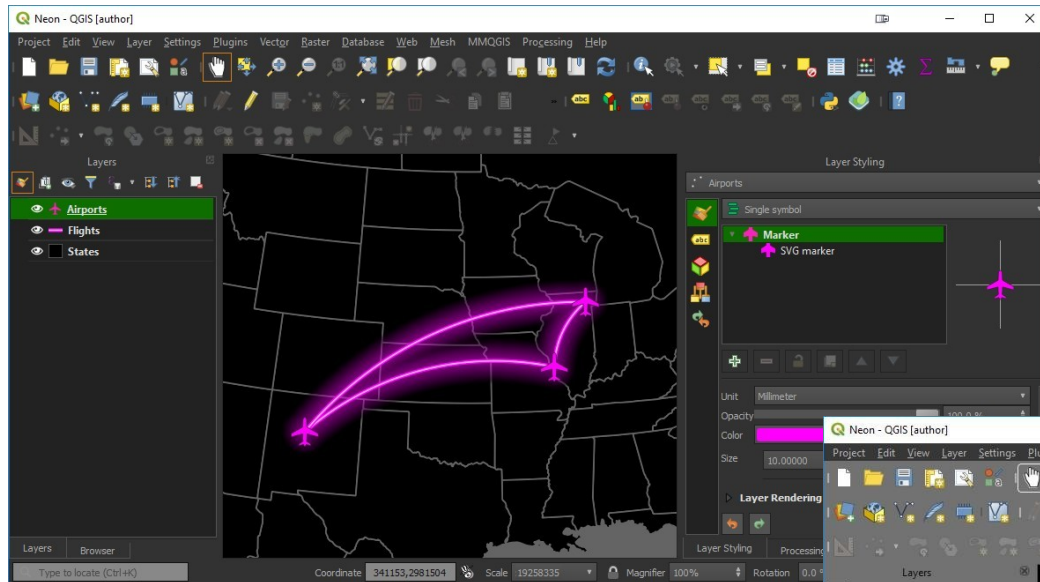 Neon - QGIS [author]
Project Edit View Layer Settings Plugins Vector Raster Database Web Mesh MMQGIS Processing Help
abc abc
Layers
Layer Styling
Airports
Airports
Flights
States
Single symbol
Marker
SVG marker
abc
Unit Millimeter
Opacity 100.0 %
Color
Size 10.00000
Layer Rendering
Layers Browser
Layer Styling Processing
Type to locate (Ctrl+K) Coordinate 341153,2981504 Scale 19258335 Magnifier 100% Rotation 0.0
Neon - QGIS [author]
Project Edit View Layer Settings
Layers